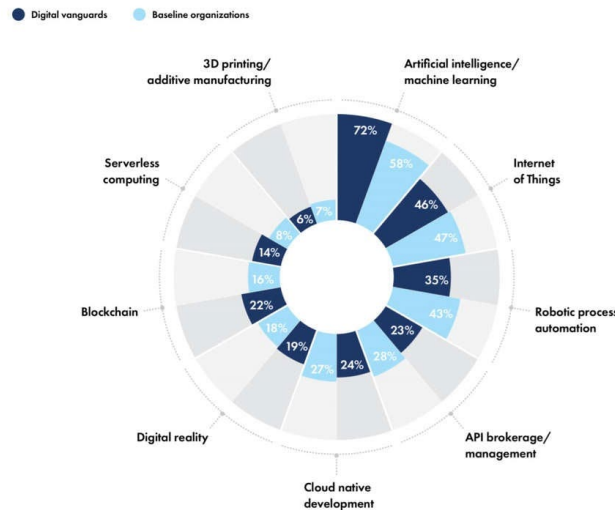 Digital vanguards
Baseline organizations
3D printing/
additive manufacturing
Artificial intelligence/
machine learning
Serverless
computing
Internet
of Things
Blockchain
Robotic process
automation
Digital reality
API brokerage/
management
Cloud native
development
72%
58%
46%
47%
35%
43%
23%
28%
24%
27%
19%
18%
22%
16%
14%
8%
6%
7%